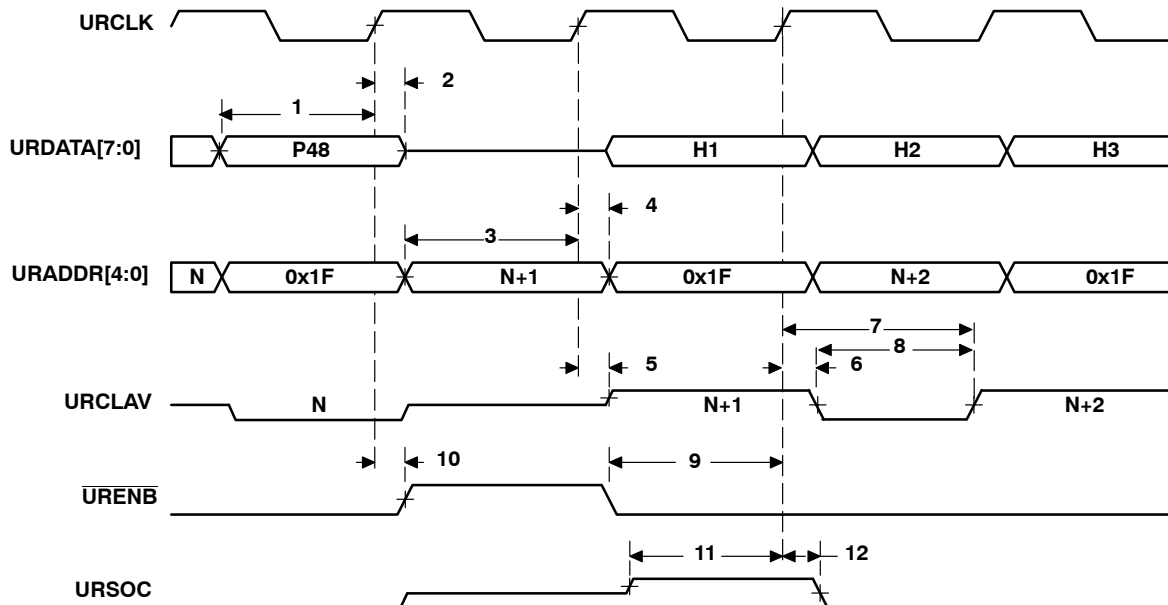 URCLK
2
1
URDATA[7:0] P48 H1 H2 H3
4
3
URADDR[4:0] N 0x1F N+1 0x1F N+2 0x1F
7
8
5 6
URCLAV N N+1 N+2
10 9
URENB
11 12
URSOC